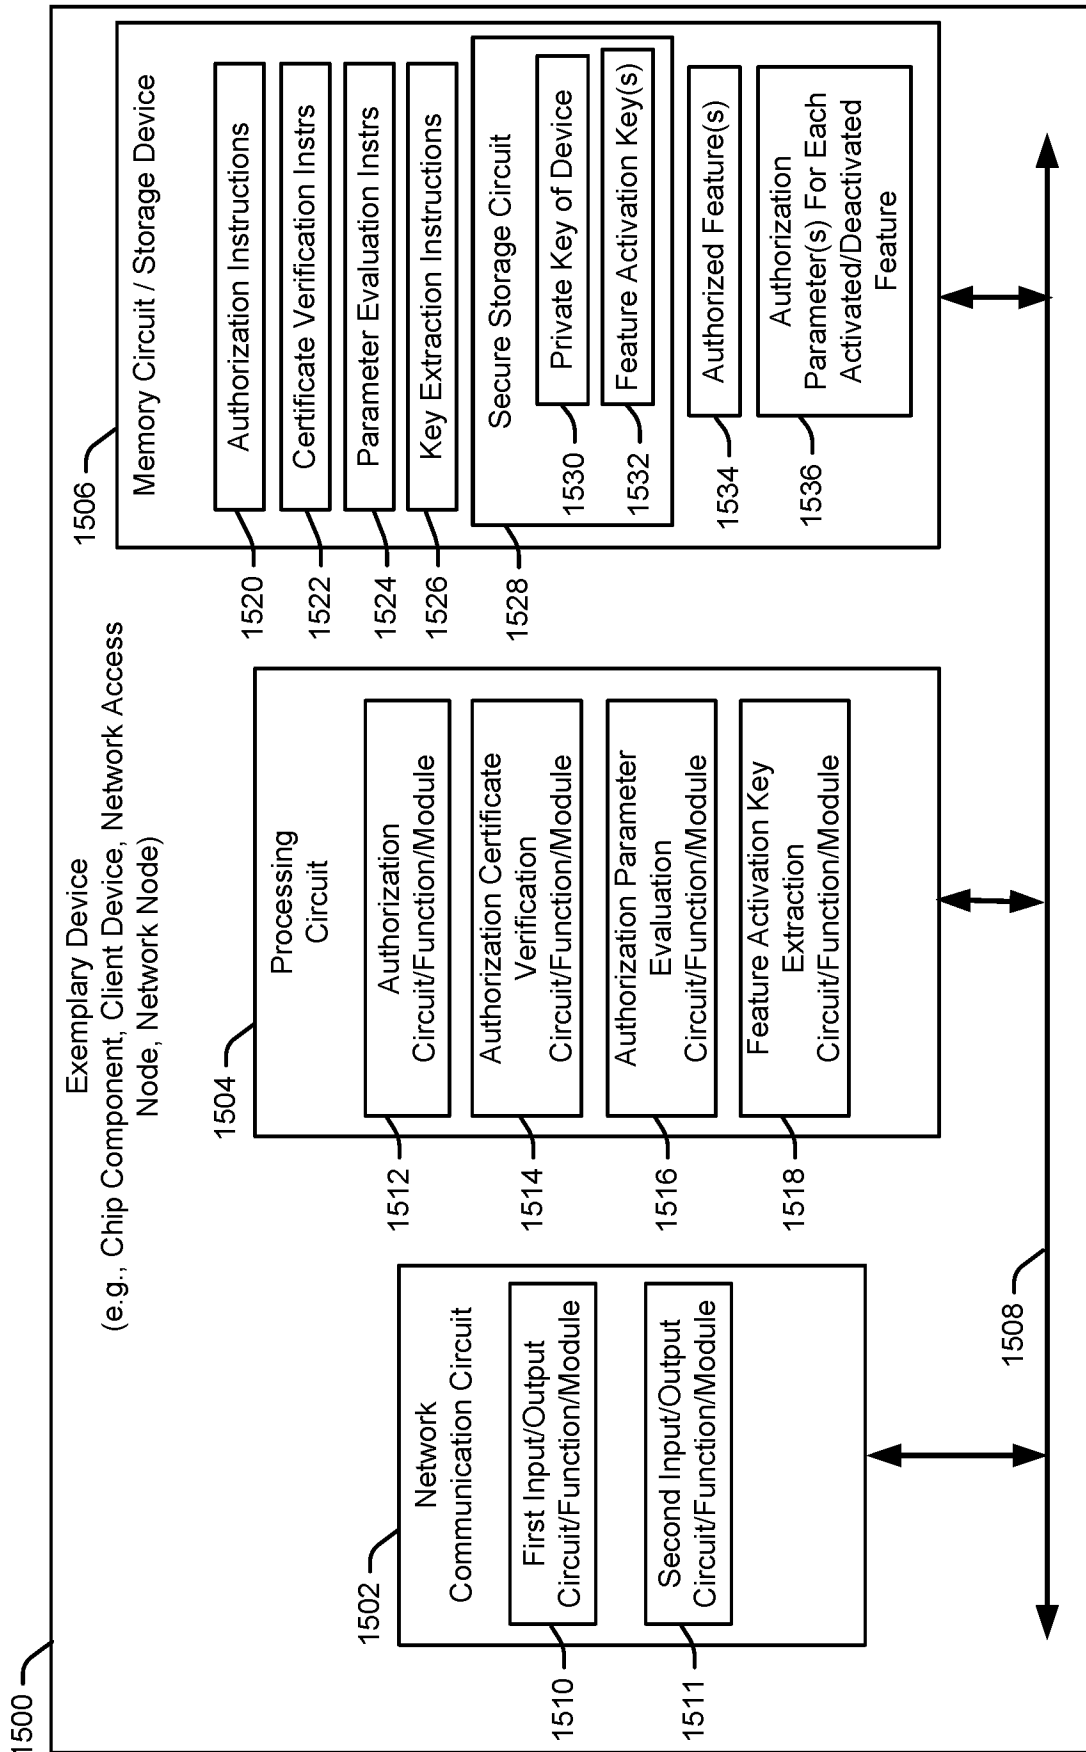 1500
Exemplary Device
(e.g., Chip Component, Client Device, Network Access
Node, Network Node)
1502
Network
Communication Circuit
First Input/Output
Circuit/Function/Module
1510
Second Input/Output
Circuit/Function/Module
1511
1504
Processing
Circuit
Authorization
Circuit/Function/Module
1512
Authorization Certificate
Verification
Circuit/Function/Module
1514
Authorization Parameter
Evaluation
Circuit/Function/Module
1516
Feature Activation Key
Extraction
Circuit/Function/Module
1518
1506
Memory Circuit / Storage Device
Authorization Instructions
1520
Certificate Verification Instrs
1522
Parameter Evaluation Instrs
1524
Key Extraction Instructions
1526
Secure Storage Circuit
1528
Private Key of Device
1530
Feature Activation Key(s)
1532
Authorized Feature(s)
1534
Authorization
Parameter(s) For Each
Activated/Deactivated
Feature
1536
1508